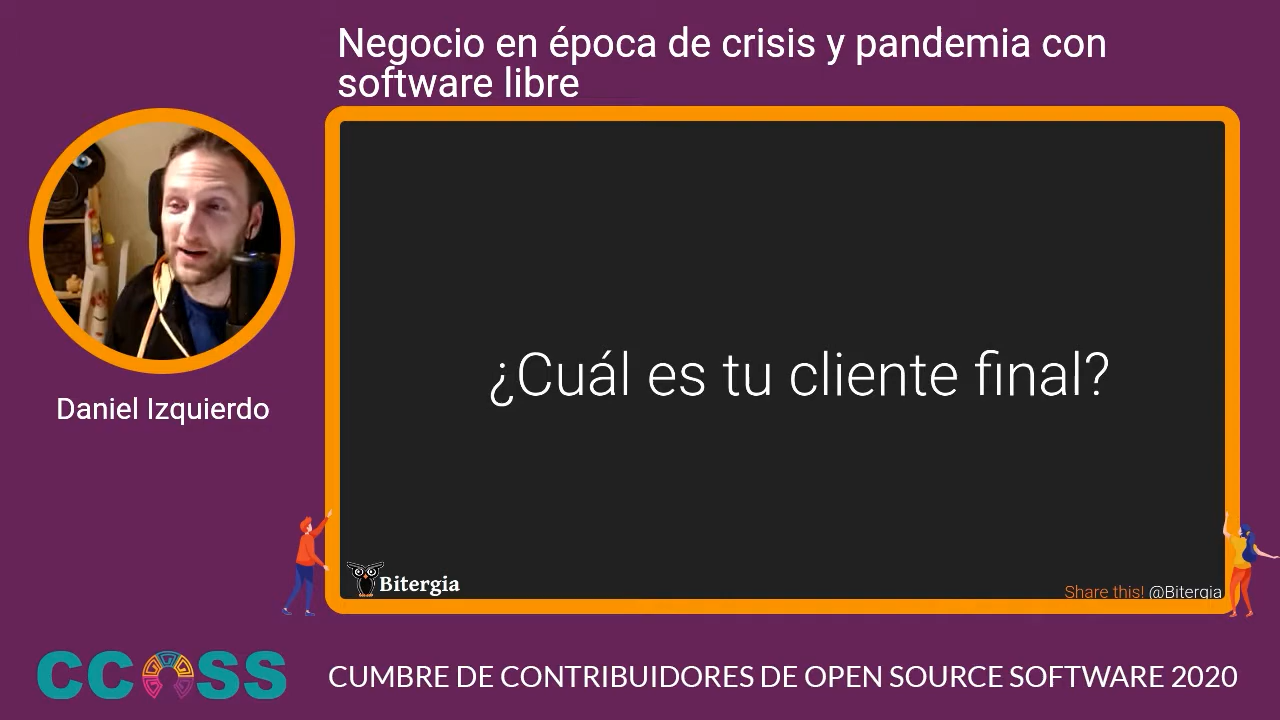 Negocio en época de crisis y pandemia con
software libre
Daniel Izquierdo
¿Cuál es tu cliente final?
Bitergia
Share this! @Bitergia
CCOSS
CUMBRE DE CONTRIBUIDORES DE OPEN SOURCE SOFTWARE 2020